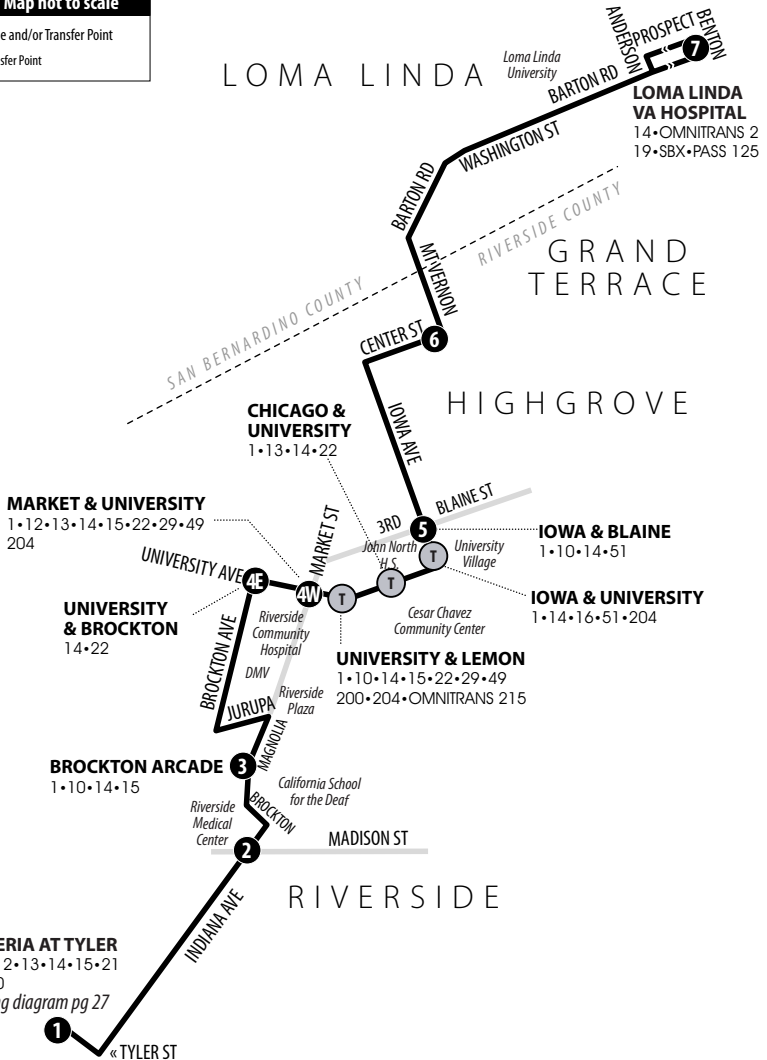 Map not to scale
e and/or Transfer Point
sfer Point
LOMA LINDA
Loma Linda
University
ANDERSON
PROSPECT
BENTON
7
BARTON RD
LOMA LINDA
VA HOSPITAL
14•OMNITRANS 2
19•SBX•PASS 125
WASHINGTON ST
BARTON RD
RIVERSIDE COUNTY
SAN BERNARDINO COUNTY
MT VERNON
GRAND
TERRACE
CENTER ST
6
HIGHGROVE
IOWA AVE
CHICAGO &
UNIVERSITY
1•13•14•22
MARKET & UNIVERSITY
1•12•13•14•15•22•29•49
204
MARKET ST
3RD
BLAINE ST
5
IOWA & BLAINE
1•10•14•51
John North
H.S.
University
Village
T
T
T
IOWA & UNIVERSITY
1•14•16•51•204
UNIVERSITY AVE
4E
4W
UNIVERSITY
& BROCKTON
14•22
Riverside
Community
Hospital
Cesar Chavez
Community Center
UNIVERSITY & LEMON
1•10•14•15•22•29•49
200•204•OMNITRANS 215
BROCKTON AVE
DMV
JURUPA
Riverside
Plaza
MAGNOLIA
BROCKTON ARCADE
1•10•14•15
3
California School
for the Deaf
BROCKTON
Riverside
Medical
Center
2
MADISON ST
RIVERSIDE
INDIANA AVE
ERIA AT TYLER
2•13•14•15•21
0
g diagram pg 27
1
« TYLER ST